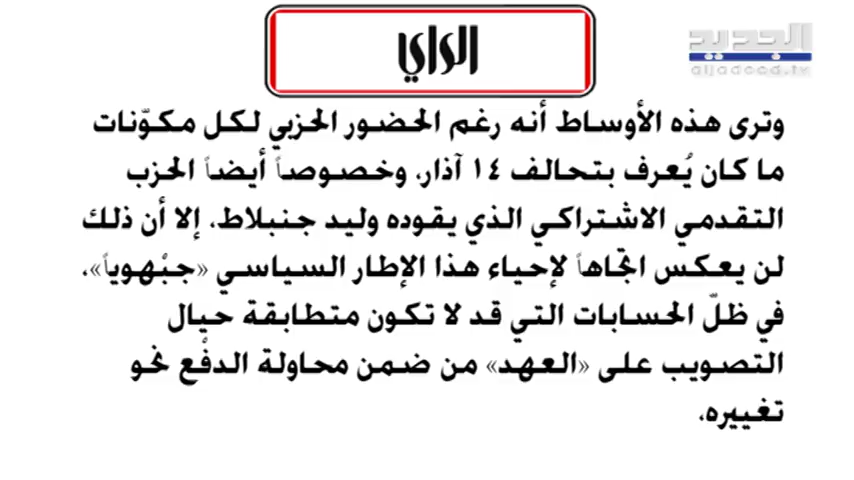 الراي
الجديد
aljadeed.tv
وترى هذه الأوساط أنه رغم الحضور الحزبي لكل مكوّنات
ما كان يُعرف بتحالف ١٤ آذار، وخصوصاً أيضاً الحزب
التقدمي الاشتراكي الذي يقوده وليد جنبلاط، إلا أن ذلك
لن يعكس اتجاهاً لإحياء هذا الإطار السياسي «جبْهوياً»،
في ظلّ الحسابات التي قد لا تكون متطابقة حيال
التصويب على «العهد» من ضمن محاولة الدفْع نحو
تغييره،